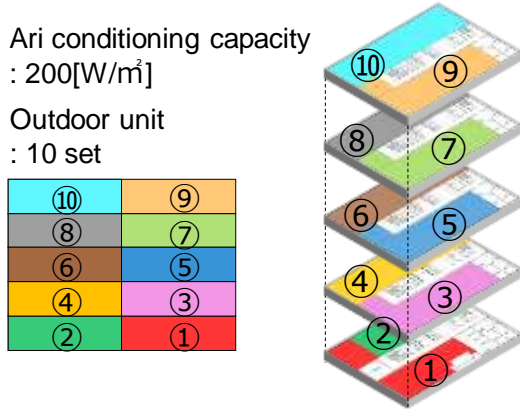 Ari conditioning capacity
: 200[W/㎡]
Outdoor unit
: 10 set
⑩ ⑨
⑧ ⑦
⑥ ⑤
④ ③
② ①
⑩ ⑨
⑧ ⑦
⑥ ⑤
④ ③
② ①